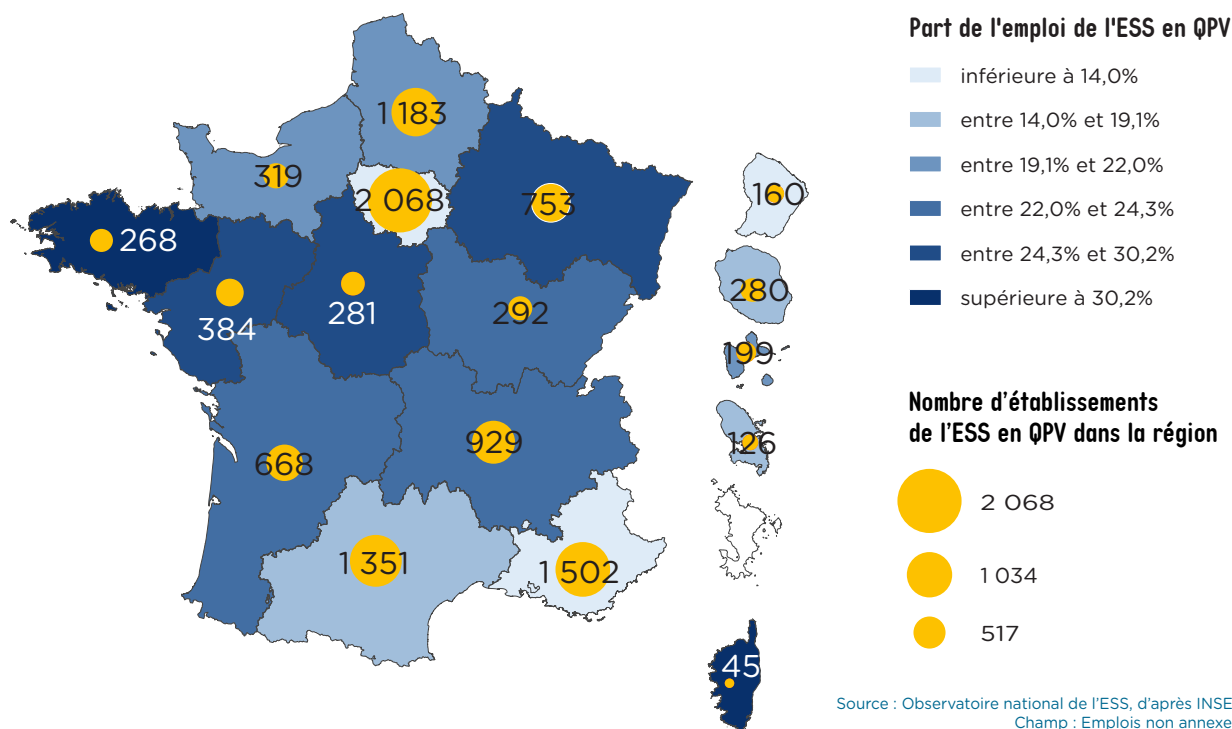 Part de l'emploi de l'ESS en QPV
inférieure à 14,0%
entre 14,0% et 19,1%
entre 19,1% et 22,0%
entre 22,0% et 24,3%
entre 24,3% et 30,2%
supérieure à 30,2%
1 183
319
2 068
753
160
268
280
384
281
292
199
126
929
668
1 351
1 502
45
Nombre d'établissements
de l'ESS en QPV dans la région
2 068
1 034
517
Source : Observatoire national de l'ESS, d'après INSE
Champ : Emplois non annexe